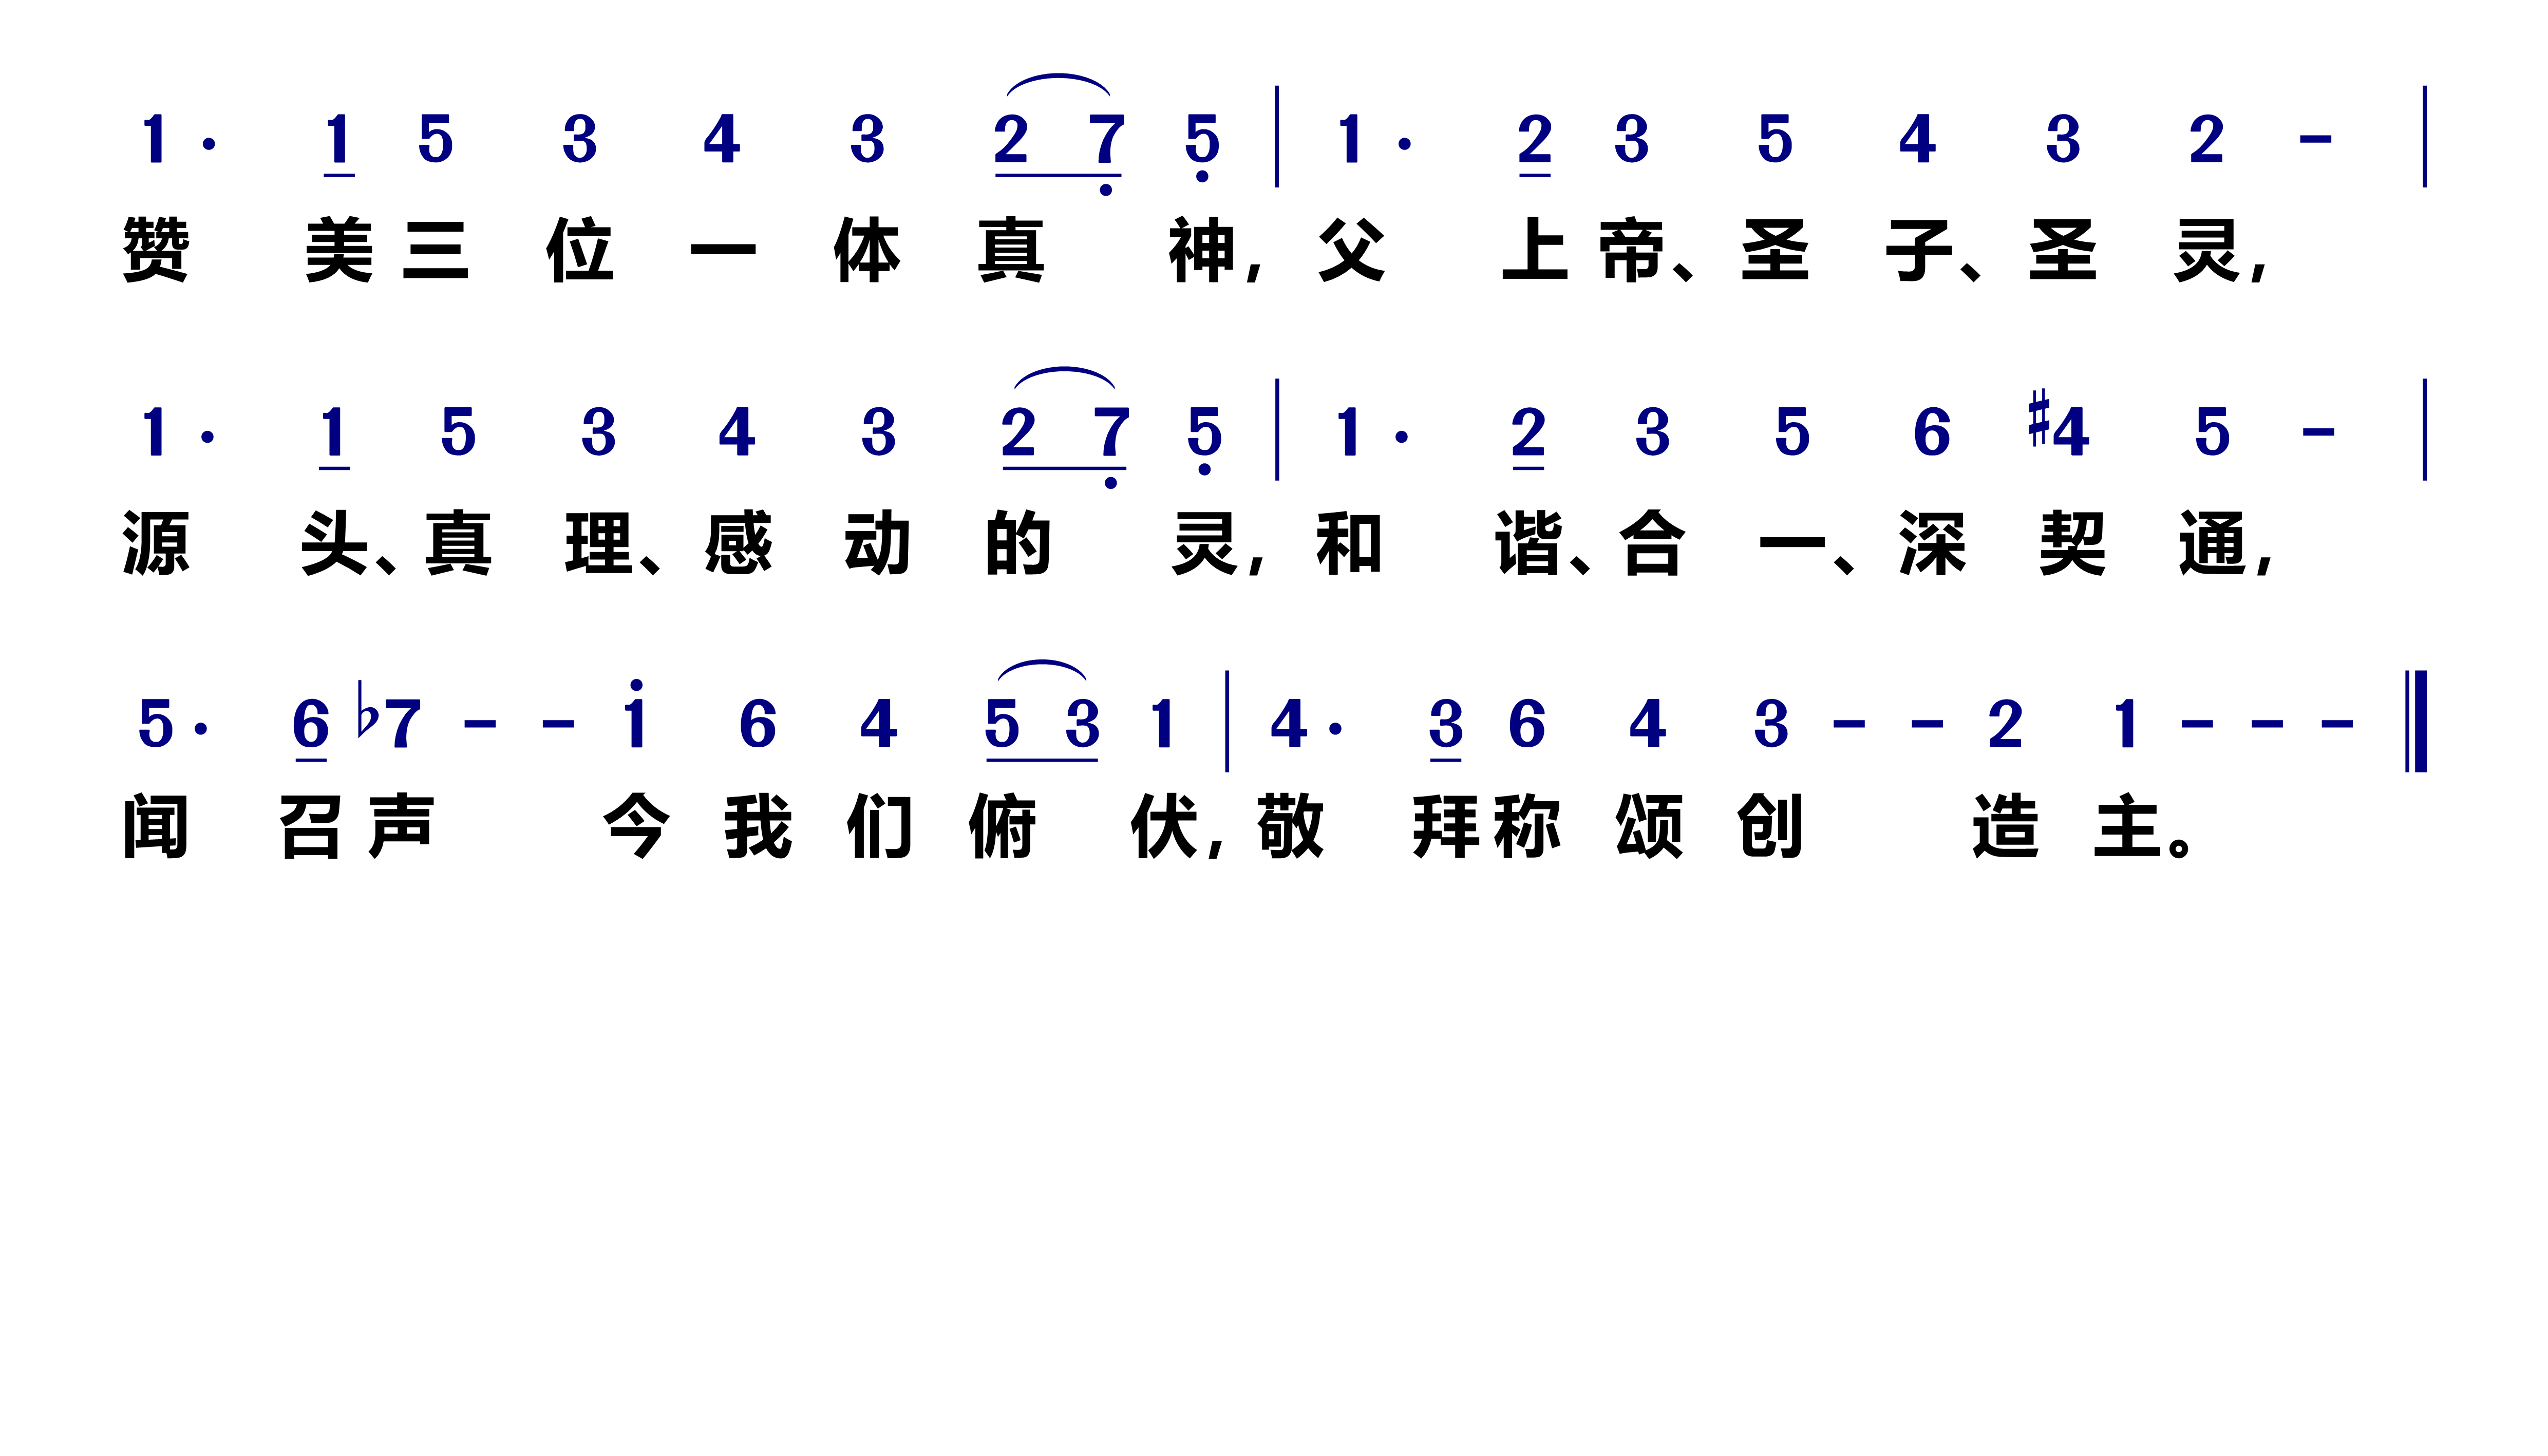 1· 1 5 3 4 3 2 7̣ 5̣ | 1· 2 3 5 4 3 2 – |
赞美三位一体真神，父上帝、圣子、圣灵，
1· 1 5 3 4 3 2 7̣ 5̣ | 1· 2 3 5 6 ♯4 5 – |
源头、真理、感动的灵，和谐、合一、深契通，
5· 6 ♭7 – – 1̇ 6 4 5 3 1 | 4· 3 6 4 3 – – 2 1 – – – ‖
闻召声今我们俯伏，敬拜称颂创造主。